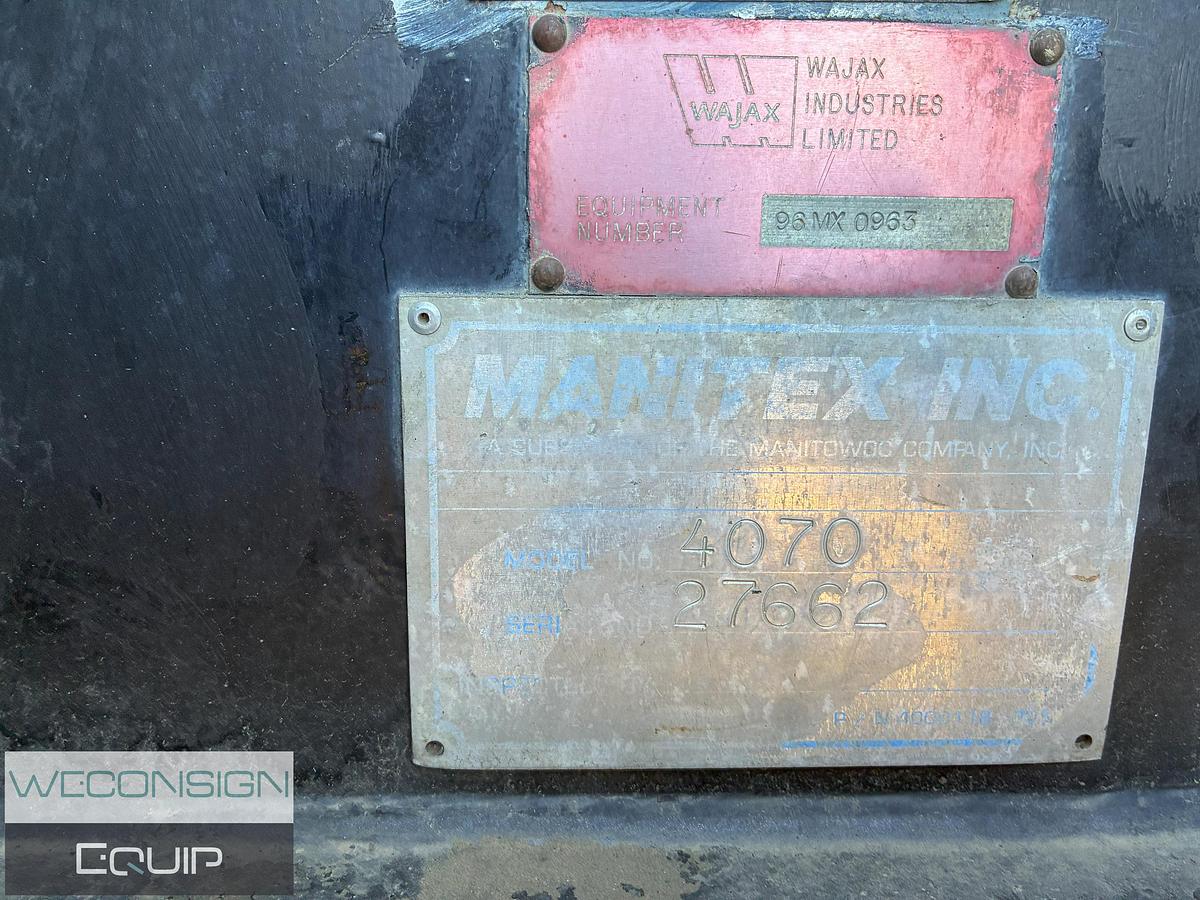 WAJAX
WAJAX
INDUSTRIES
LIMITED
EQUIPMENT
NUMBER
96 MX 0963
MANITEX INC.
A THE MANITOWOC COMPANY, INC.
MODEL NO. 4070
SERI 27662
P/N
WECONSIGN
EQUIP